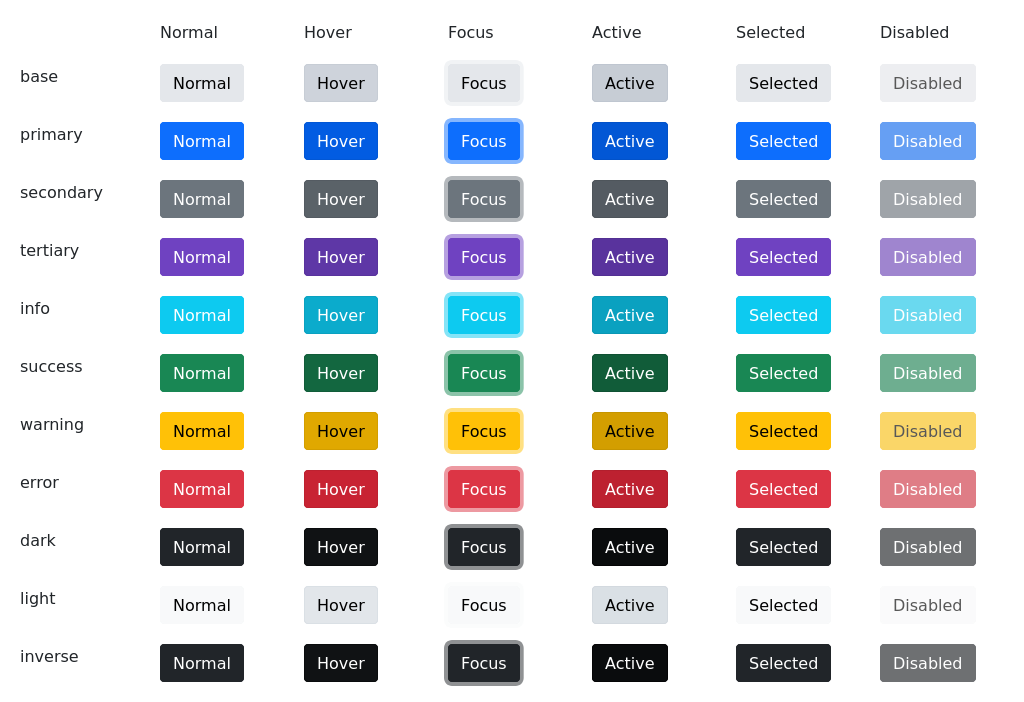 Normal Hover Focus Active Selected Disabled
base Normal Hover Focus Active Selected Disabled
primary Normal Hover Focus Active Selected Disabled
secondary Normal Hover Focus Active Selected Disabled
tertiary Normal Hover Focus Active Selected Disabled
info Normal Hover Focus Active Selected Disabled
success Normal Hover Focus Active Selected Disabled
warning Normal Hover Focus Active Selected Disabled
error Normal Hover Focus Active Selected Disabled
dark Normal Hover Focus Active Selected Disabled
light Normal Hover Focus Active Selected Disabled
inverse Normal Hover Focus Active Selected Disabled